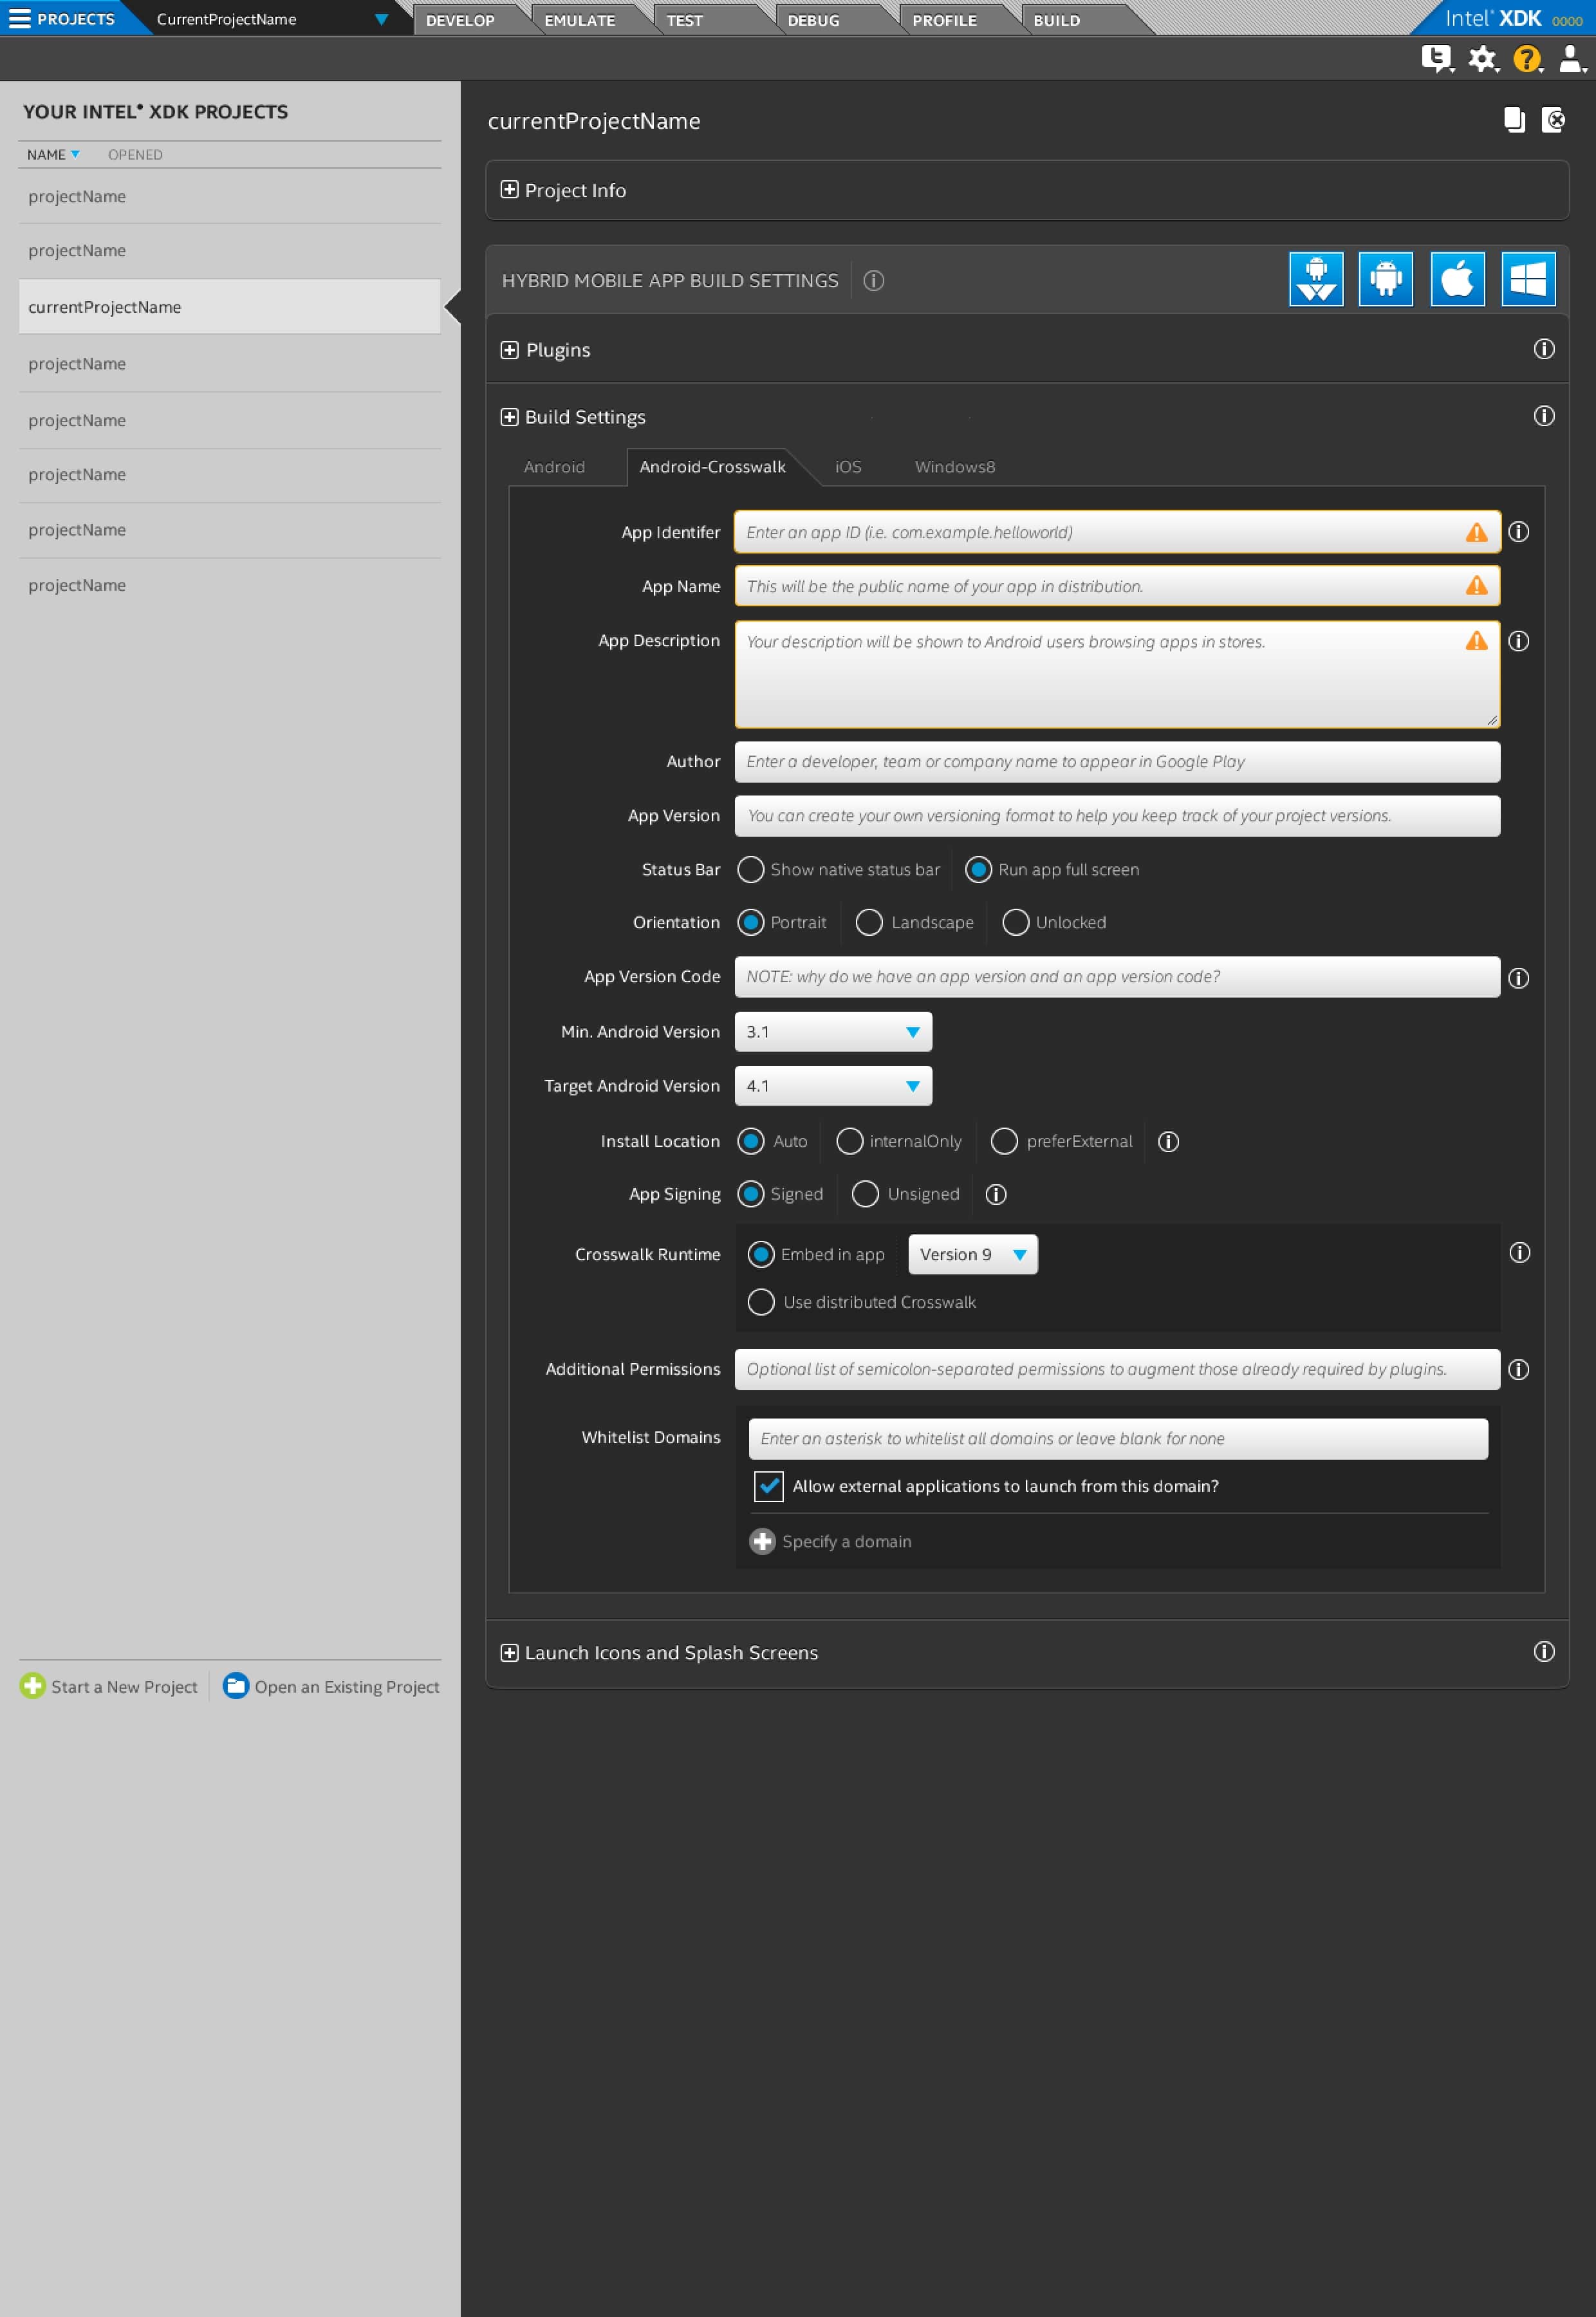 PROJECTS CurrentProjectName DEVELOP EMULATE TEST DEBUG PROFILE BUILD Intel® XDK 0000
YOUR INTEL® XDK PROJECTS
NAME OPENED
projectName
projectName
currentProjectName
projectName
projectName
projectName
projectName
projectName
Start a New Project Open an Existing Project
currentProjectName
Project Info
HYBRID MOBILE APP BUILD SETTINGS
Plugins
Build Settings
Android Android-Crosswalk iOS Windows8
App Identifer Enter an app ID (i.e. com.example.helloworld)
App Name This will be the public name of your app in distribution.
App Description Your description will be shown to Android users browsing apps in stores.
Author Enter a developer, team or company name to appear in Google Play
App Version You can create your own versioning format to help you keep track of your project versions.
Status Bar Show native status bar Run app full screen
Orientation Portrait Landscape Unlocked
App Version Code NOTE: why do we have an app version and an app version code?
Min. Android Version 3.1
Target Android Version 4.1
Install Location Auto internalOnly preferExternal
App Signing Signed Unsigned
Crosswalk Runtime Embed in app Version 9
Use distributed Crosswalk
Additional Permissions Optional list of semicolon-separated permissions to augment those already required by plugins.
Whitelist Domains Enter an asterisk to whitelist all domains or leave blank for none
Allow external applications to launch from this domain?
Specify a domain
Launch Icons and Splash Screens